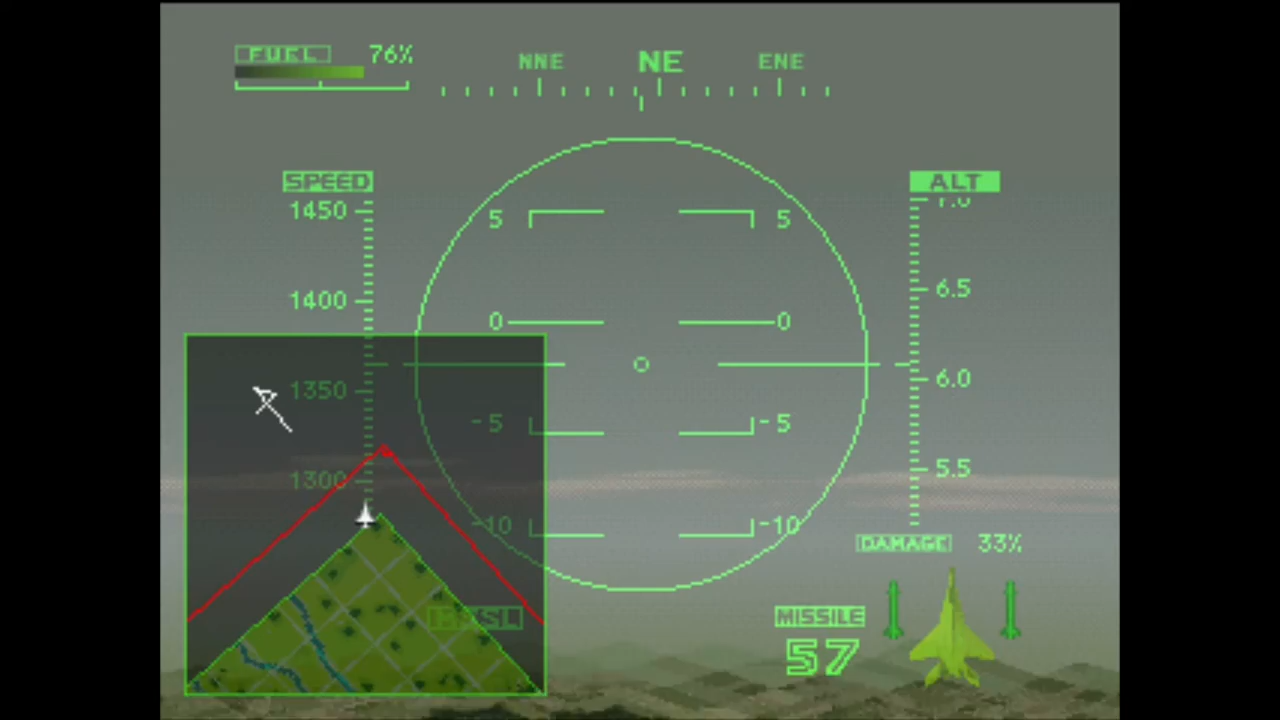 FUEL 76%
NNE NE ENE
SPEED
ALT
1450
5 5
1400
6.5
0 0
1350
6.0
-5 -5
1300
5.5
-10 -10
DAMAGE 33%
MISSILE
57